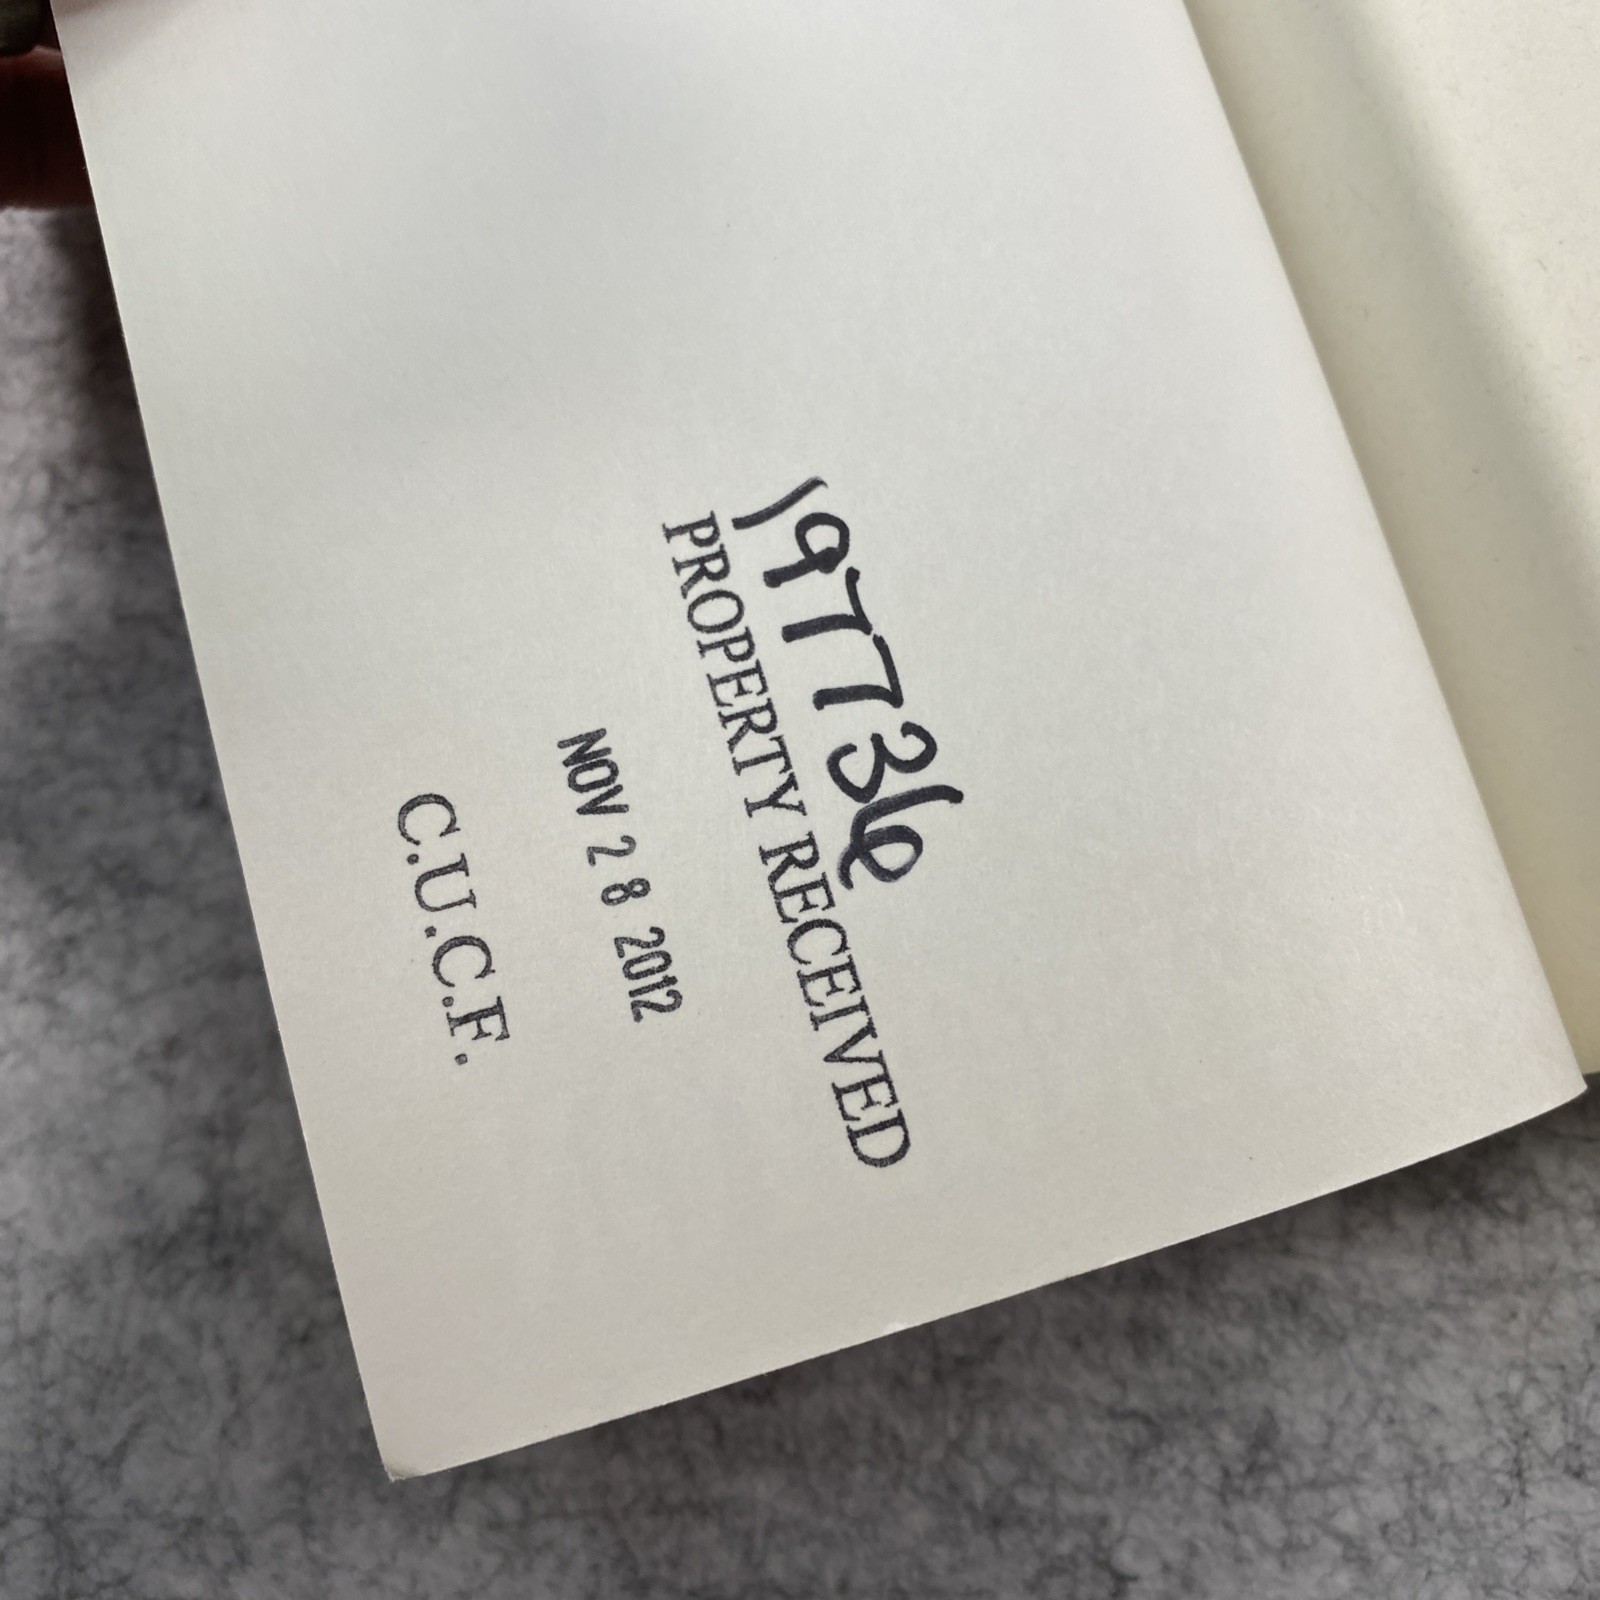 197736
PROPERTY RECEIVED
NOV 28 2012
C.U.C.F.